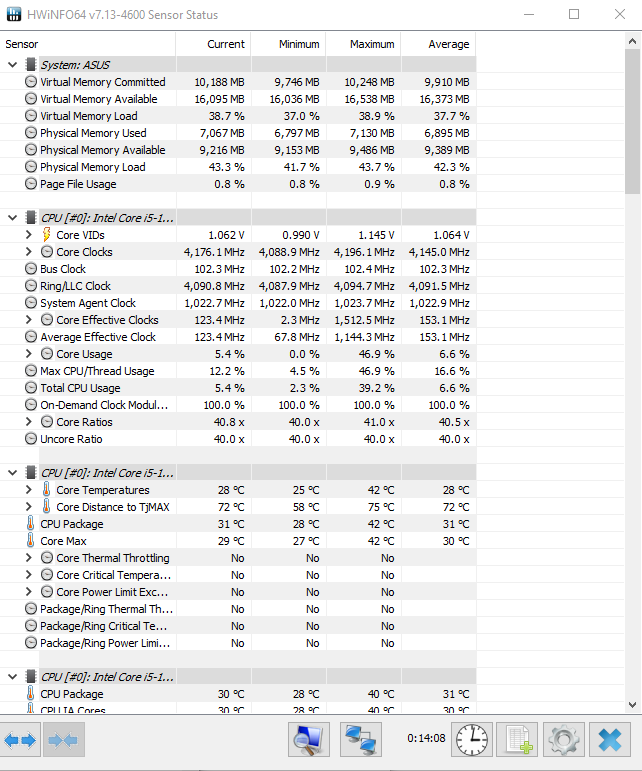 HWiNFO64 v7.13-4600 Sensor Status
Sensor Current Minimum Maximum Average
System: ASUS
Virtual Memory Committed 10,188 MB 9,746 MB 10,248 MB 9,910 MB
Virtual Memory Available 16,095 MB 16,036 MB 16,538 MB 16,373 MB
Virtual Memory Load 38.7 % 37.0 % 38.9 % 37.7 %
Physical Memory Used 7,067 MB 6,797 MB 7,130 MB 6,895 MB
Physical Memory Available 9,216 MB 9,153 MB 9,486 MB 9,389 MB
Physical Memory Load 43.3 % 41.7 % 43.7 % 42.3 %
Page File Usage 0.8 % 0.8 % 0.9 % 0.8 %
CPU [#0]: Intel Core i5-1...
Core VIDs 1.062 V 0.990 V 1.145 V 1.064 V
Core Clocks 4,176.1 MHz 4,088.9 MHz 4,196.1 MHz 4,145.0 MHz
Bus Clock 102.3 MHz 102.2 MHz 102.4 MHz 102.3 MHz
Ring/LLC Clock 4,090.8 MHz 4,087.9 MHz 4,094.7 MHz 4,091.5 MHz
System Agent Clock 1,022.7 MHz 1,022.0 MHz 1,023.7 MHz 1,022.9 MHz
Core Effective Clocks 123.4 MHz 2.3 MHz 1,512.5 MHz 153.1 MHz
Average Effective Clock 123.4 MHz 67.8 MHz 1,144.3 MHz 153.1 MHz
Core Usage 5.4 % 0.0 % 46.9 % 6.6 %
Max CPU/Thread Usage 12.2 % 4.5 % 46.9 % 16.6 %
Total CPU Usage 5.4 % 2.3 % 39.2 % 6.6 %
On-Demand Clock Modul... 100.0 % 100.0 % 100.0 % 100.0 %
Core Ratios 40.8 x 40.0 x 41.0 x 40.5 x
Uncore Ratio 40.0 x 40.0 x 40.0 x 40.0 x
CPU [#0]: Intel Core i5-1...
Core Temperatures 28 °C 25 °C 42 °C 28 °C
Core Distance to TjMAX 72 °C 58 °C 75 °C 72 °C
CPU Package 31 °C 28 °C 42 °C 31 °C
Core Max 29 °C 27 °C 42 °C 30 °C
Core Thermal Throttling No No No
Core Critical Tempera... No No No
Core Power Limit Exc... No No No
Package/Ring Thermal Th... No No No
Package/Ring Critical Te... No No No
Package/Ring Power Limi... No No No
CPU [#0]: Intel Core i5-1...
CPU Package 30 °C 28 °C 40 °C 31 °C
CPU IA Cores 30 °C 28 °C 40 °C 30 °C
0:14:08